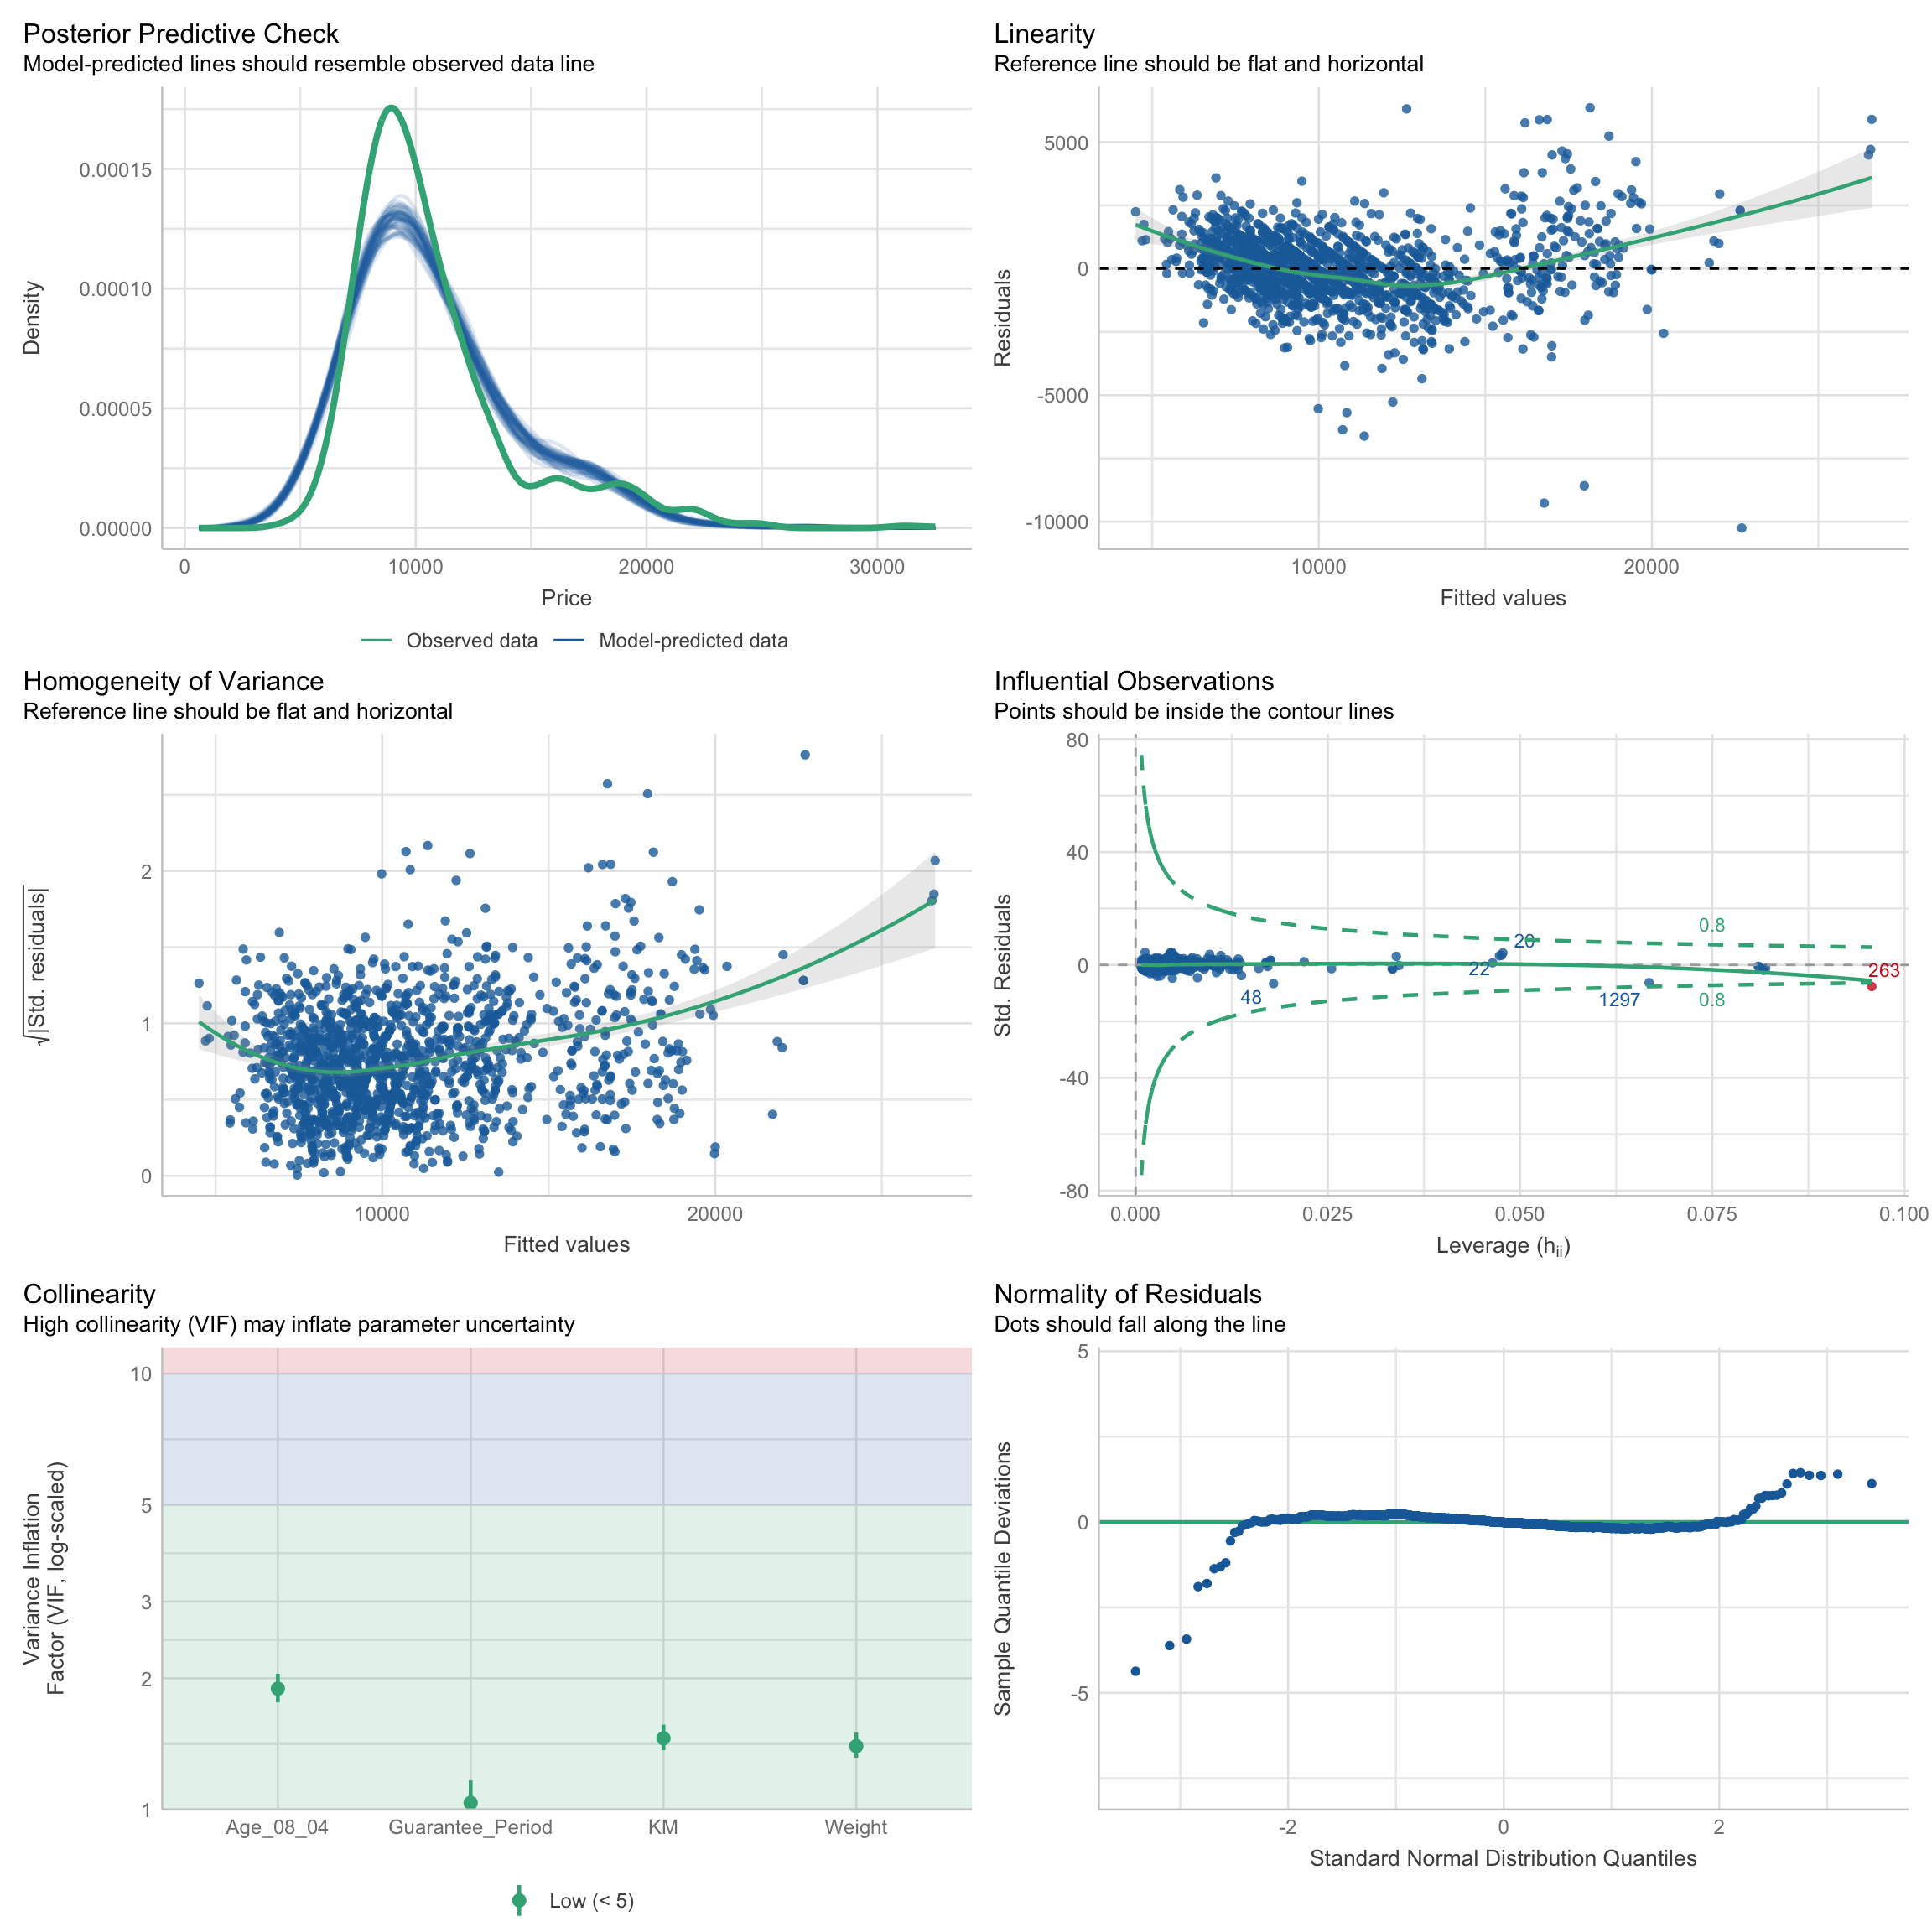 Posterior Predictive Check
Model-predicted lines should resemble observed data line
Density
0.00015
0.00010
0.00005
0.00000
0
10000
20000
30000
Price
Observed data
Model-predicted data
Linearity
Reference line should be flat and horizontal
Residuals
5000
0
-5000
-10000
10000
20000
Fitted values
Homogeneity of Variance
Reference line should be flat and horizontal
√|Std. residuals|
2
1
0
10000
20000
Fitted values
Influential Observations
Points should be inside the contour lines
Std. Residuals
80
40
0
-40
-80
0.8
20
263
22
48
1297
0.8
0.000
0.025
0.050
0.075
0.100
Leverage (hii)
Collinearity
High collinearity (VIF) may inflate parameter uncertainty
Variance Inflation
Factor (VIF, log-scaled)
10
5
3
2
1
Age_08_04
Guarantee_Period
KM
Weight
Low (< 5)
Normality of Residuals
Dots should fall along the line
Sample Quantile Deviations
5
0
-5
-2
0
2
Standard Normal Distribution Quantiles